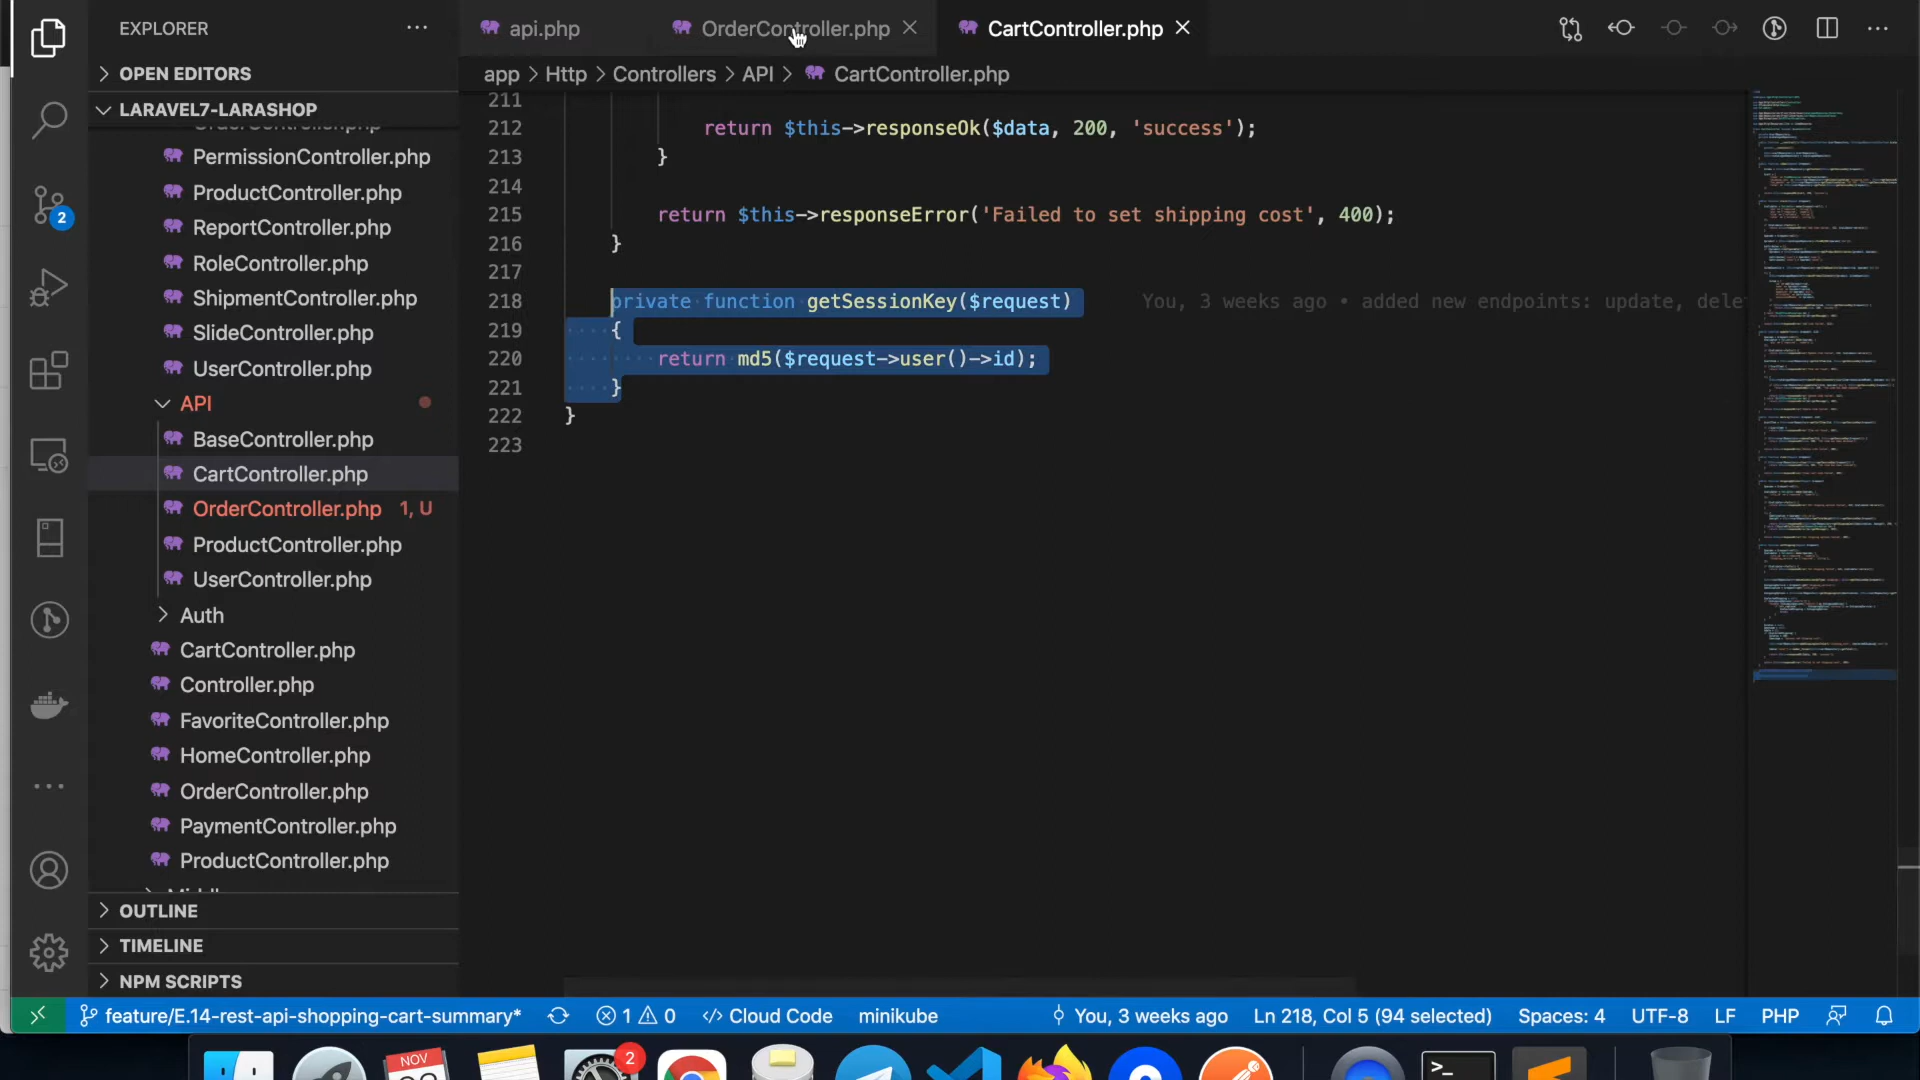 EXPLORER
OPEN EDITORS
LARAVEL7-LARASHOP
OrderController.php
PermissionController.php
ProductController.php
ReportController.php
RoleController.php
ShipmentController.php
SlideController.php
UserController.php
API
BaseController.php
CartController.php
OrderController.php 1, U
ProductController.php
UserController.php
Auth
CartController.php
Controller.php
FavoriteController.php
HomeController.php
OrderController.php
PaymentController.php
ProductController.php
OUTLINE
TIMELINE
NPM SCRIPTS
2
api.php OrderController.php CartController.php
app > Http > Controllers > API > CartController.php
211
212 return $this->responseOk($data, 200, 'success');
213 }
214
215 return $this->responseError('Failed to set shipping cost', 400);
216 }
217
218 private function getSessionKey($request) You, 3 weeks ago • added new endpoints: update, dele
219 {
220 return md5($request->user()->id);
221 }
222 }
223
feature/E.14-rest-api-shopping-cart-summary* 1 0 Cloud Code minikube You, 3 weeks ago Ln 218, Col 5 (94 selected) Spaces: 4 UTF-8 LF PHP
NOV 2